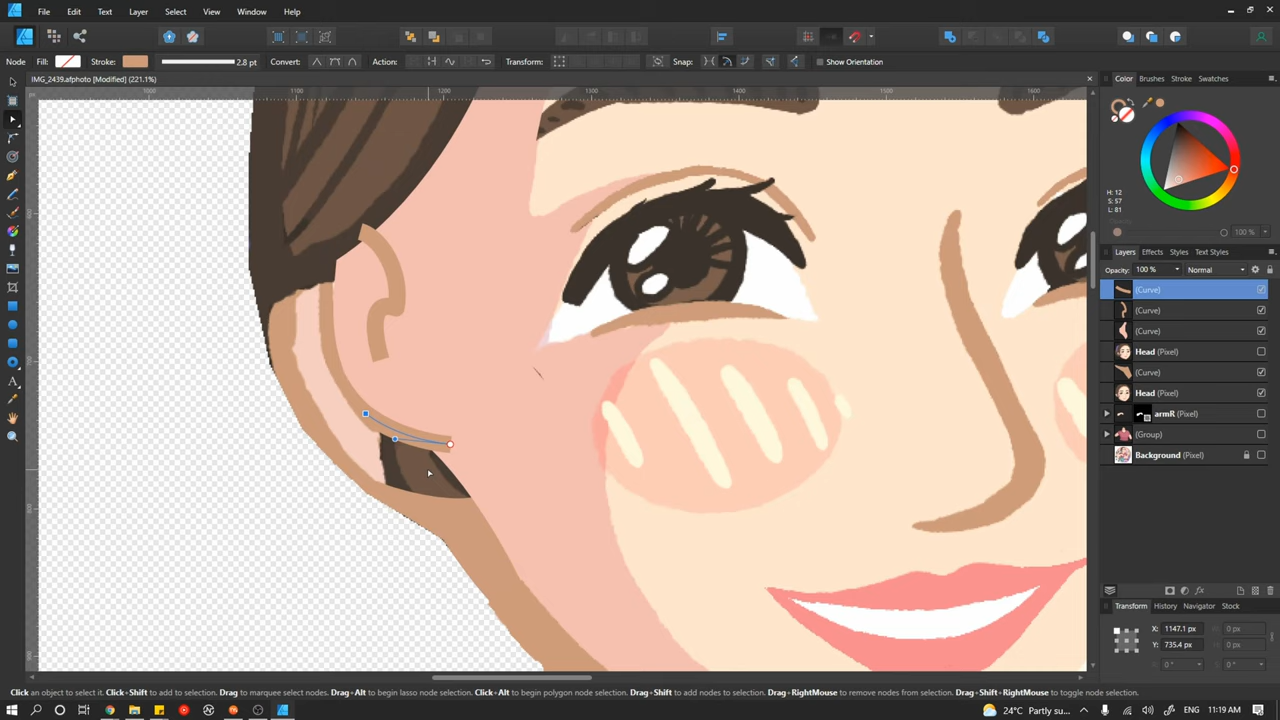 File Edit Text Layer Select View Window Help
Node Fill: Stroke: 2.8 pt Convert: Action: Transform: Snap: Show Orientation
IMG_2439.afphoto [Modified] (221.1%)
1000 1100 1200 1300 1400 1500 1600
Color Brushes Stroke Swatches
H: 12
S: 57
L: 81
Opacity
100 %
Layers Effects Styles Text Styles
Opacity: 100 % Normal
(Curve)
(Curve)
(Curve)
Head (Pixel)
(Curve)
Head (Pixel)
armR (Pixel)
(Group)
Background (Pixel)
Transform History Navigator Stock
X: 1147.1 px W: 0 px
Y: 735.4 px H: 0 px
R: 0 ° S: 0 °
Click an object to select it. Click+Shift to add to selection. Drag to marquee select nodes. Drag+Alt to begin lasso node selection. Click+Alt to begin polygon node selection. Drag+Shift to add nodes to selection. Drag+RightMouse to remove nodes from selection. Drag+Shift+RightMouse to toggle node selection.
24°C Partly su... ENG 11:19 AM